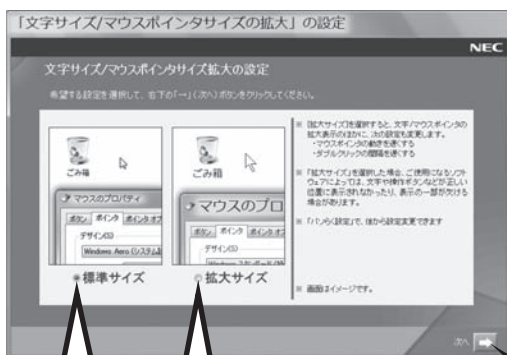 「文字サイズ/マウスポインタサイズの拡大」の設定
NEC
文字サイズ/マウスポインタサイズ拡大の設定
希望する設定を選択して、右下の「→」(次へ)ボタンをクリックしてください。
ごみ箱
マウスのプロパティ
ボタン ポインタ ポインタオプ
デザイン(S)
Windows Aero (システム設
標準サイズ
ごみ箱
マウスのプロ
ボタン ポインタ ポインタオ
デザイン(S)
拡大サイズ
※ 「拡大サイズ」を選択すると、文字/マウスポインタの
拡大表示のほかに、次の設定も変更します。
・マウスポインタの動きを遅くする
・ダブルクリックの間隔を遅くする
※ 「拡大サイズ」を選択した場合、ご使用になるソフト
ウェアによっては、文字や操作ボタンなどが正しい
位置に表示されなかったり、表示の一部が欠ける
場合があります。
※ 「パソらく設定」で、後から設定変更できます
※ 画面はイメージです。
次へ